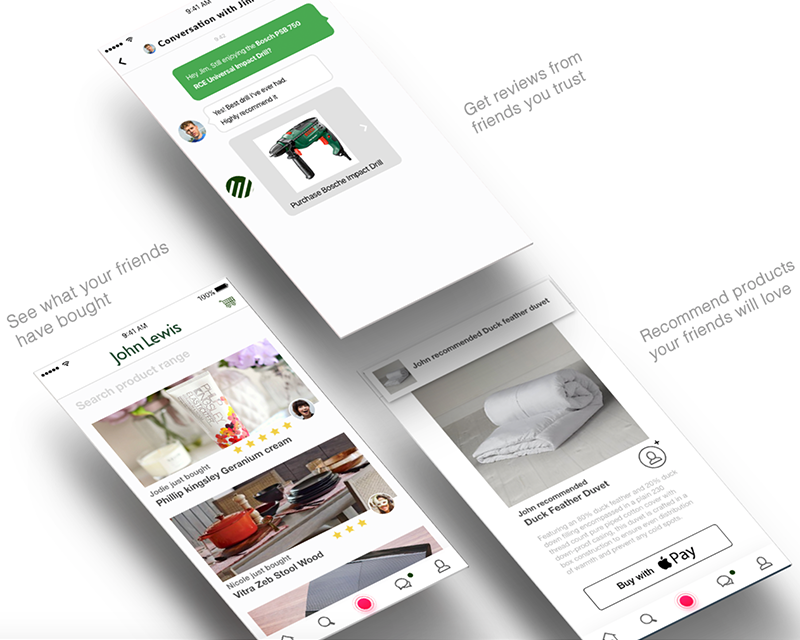 9:41 AM
Conversation with Jim
9:42
Hey Jim, Still enjoying the Bosch PSB 750
RCE Universal Impact Drill?
Yes! Best drill I've ever had.
Highly recommend it
Purchase Bosche Impact Drill
Get reviews from
friends you trust
See what your friends
have bought
9:41 AM
100%
John Lewis
Search product range
Jodie just bought
Phillip kingsley Geranium cream
Nicole just bought
Vitra Zeb Stool Wood
Recommend products
your friends will love
John recommended Duck feather duvet
John recommended
Duck Feather Duvet
Featuring an 80% duck feather and 20% duck
down filling encompassed in a plain 230
thread count pure piped cotton cover with
down-proof casing, this duvet is crafted in a
box construction to ensure even distribution
of warmth and prevent any cold spots.
Buy with Pay